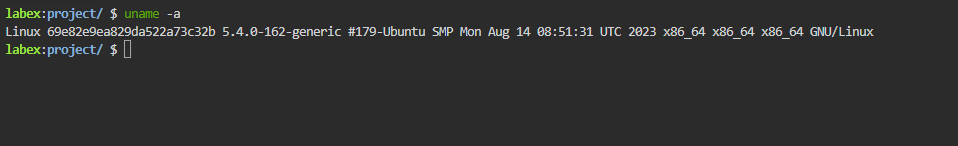 labex:project/ $ uname -a
Linux 69e82e9ea829da522a73c32b 5.4.0-162-generic #179-Ubuntu SMP Mon Aug 14 08:51:31 UTC 2023 x86_64 x86_64 x86_64 GNU/Linux
labex:project/ $